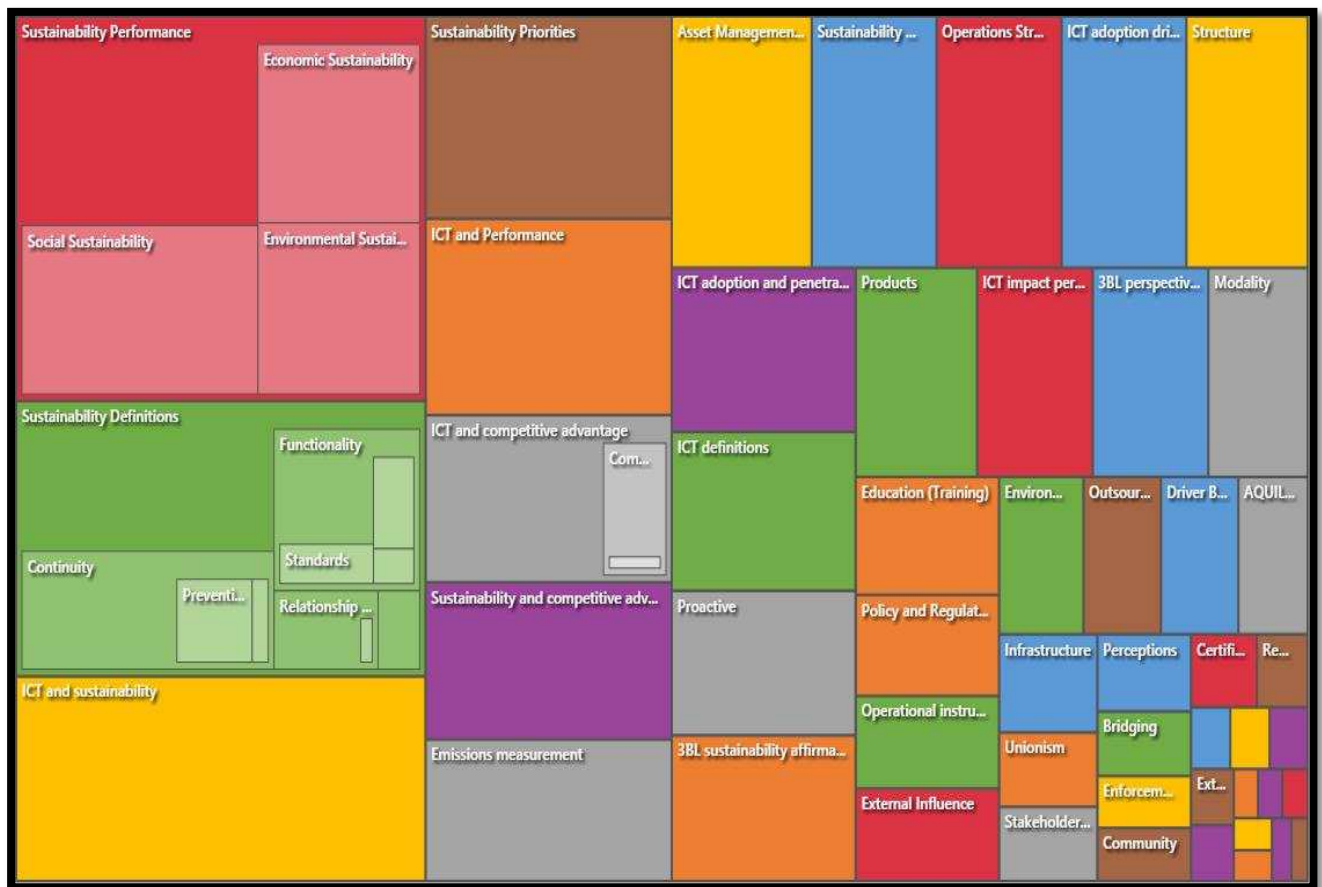 Sustainability Performance
Economic Sustainability
Social Sustainability
Environmental Sustai...
Sustainability Definitions
Functionality
Standards
Continuity
Preventi...
Relationship ...
ICT and sustainability
Sustainability Priorities
ICT and Performance
ICT and competitive advantage
Com...
Sustainability and competitive adv...
Emissions measurement
Asset Managemen...
Sustainability ...
Operations Str...
ICT adoption dri...
Structure
ICT adoption and penetra...
Products
ICT impact per...
3BL perspectiv...
Modality
ICT definitions
Proactive
3BL sustainability affirma...
Education (Training)
Environ...
Outsour...
Driver B...
AQUIL...
Policy and Regulat...
Operational instru...
External Influence
Infrastructure
Perceptions
Certifi...
Re...
Unionism
Bridging
Stakeholder...
Enforcem...
Ext...
Community